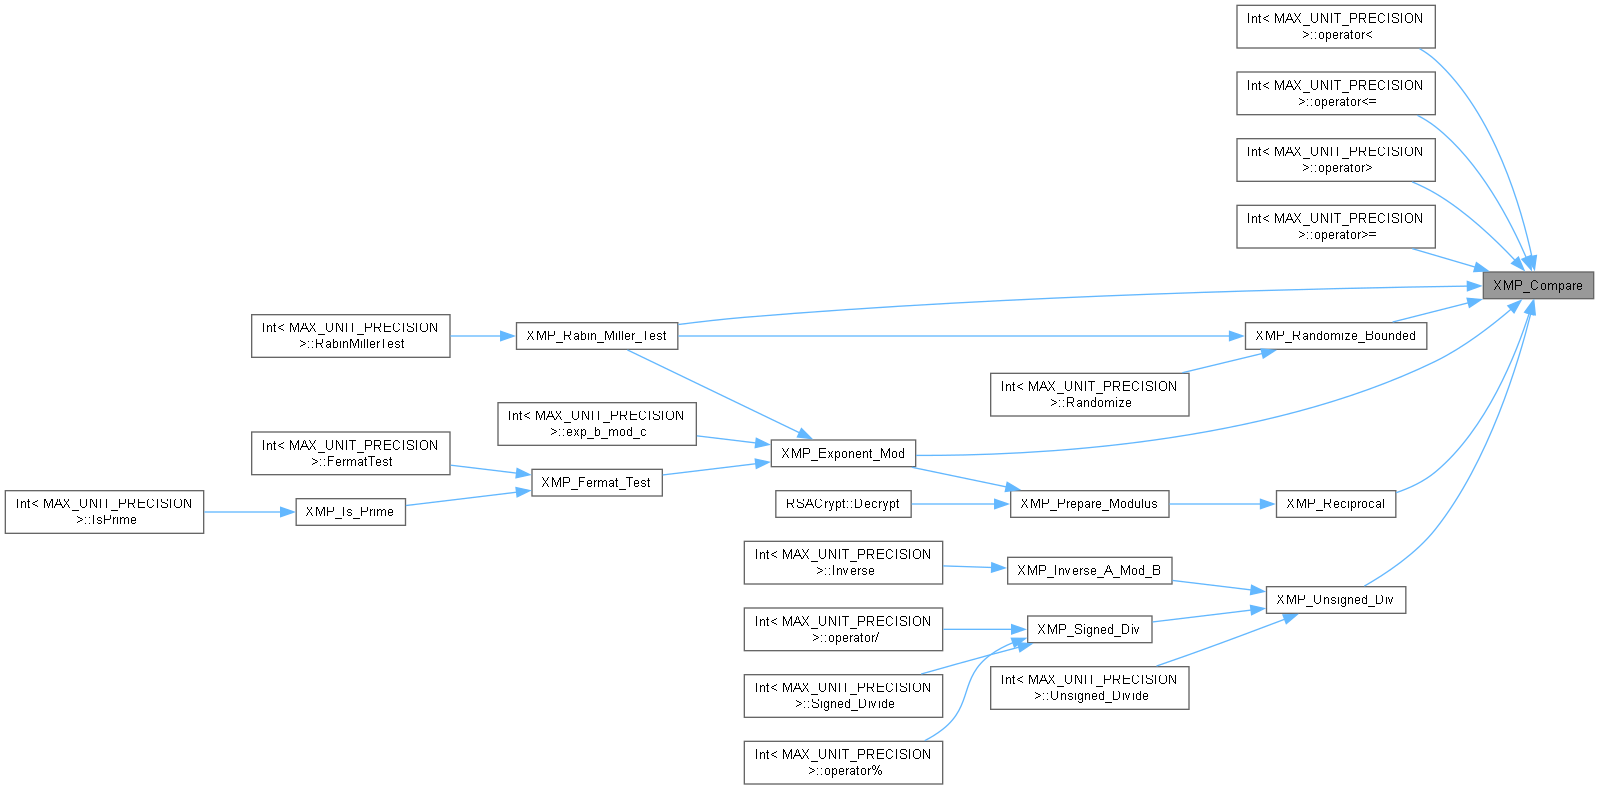 Int< MAX_UNIT_PRECISION
>::operator<
Int< MAX_UNIT_PRECISION
>::operator<=
Int< MAX_UNIT_PRECISION
>::operator>
Int< MAX_UNIT_PRECISION
>::operator>=
XMP_Compare
Int< MAX_UNIT_PRECISION
>::RabinMillerTest
XMP_Rabin_Miller_Test
XMP_Randomize_Bounded
Int< MAX_UNIT_PRECISION
>::Randomize
Int< MAX_UNIT_PRECISION
>::exp_b_mod_c
Int< MAX_UNIT_PRECISION
>::FermatTest
XMP_Exponent_Mod
XMP_Fermat_Test
Int< MAX_UNIT_PRECISION
>::IsPrime
XMP_Is_Prime
RSACrypt::Decrypt
XMP_Prepare_Modulus
XMP_Reciprocal
Int< MAX_UNIT_PRECISION
>::Inverse
XMP_Inverse_A_Mod_B
XMP_Unsigned_Div
Int< MAX_UNIT_PRECISION
>::operator/
XMP_Signed_Div
Int< MAX_UNIT_PRECISION
>::Signed_Divide
Int< MAX_UNIT_PRECISION
>::Unsigned_Divide
Int< MAX_UNIT_PRECISION
>::operator%